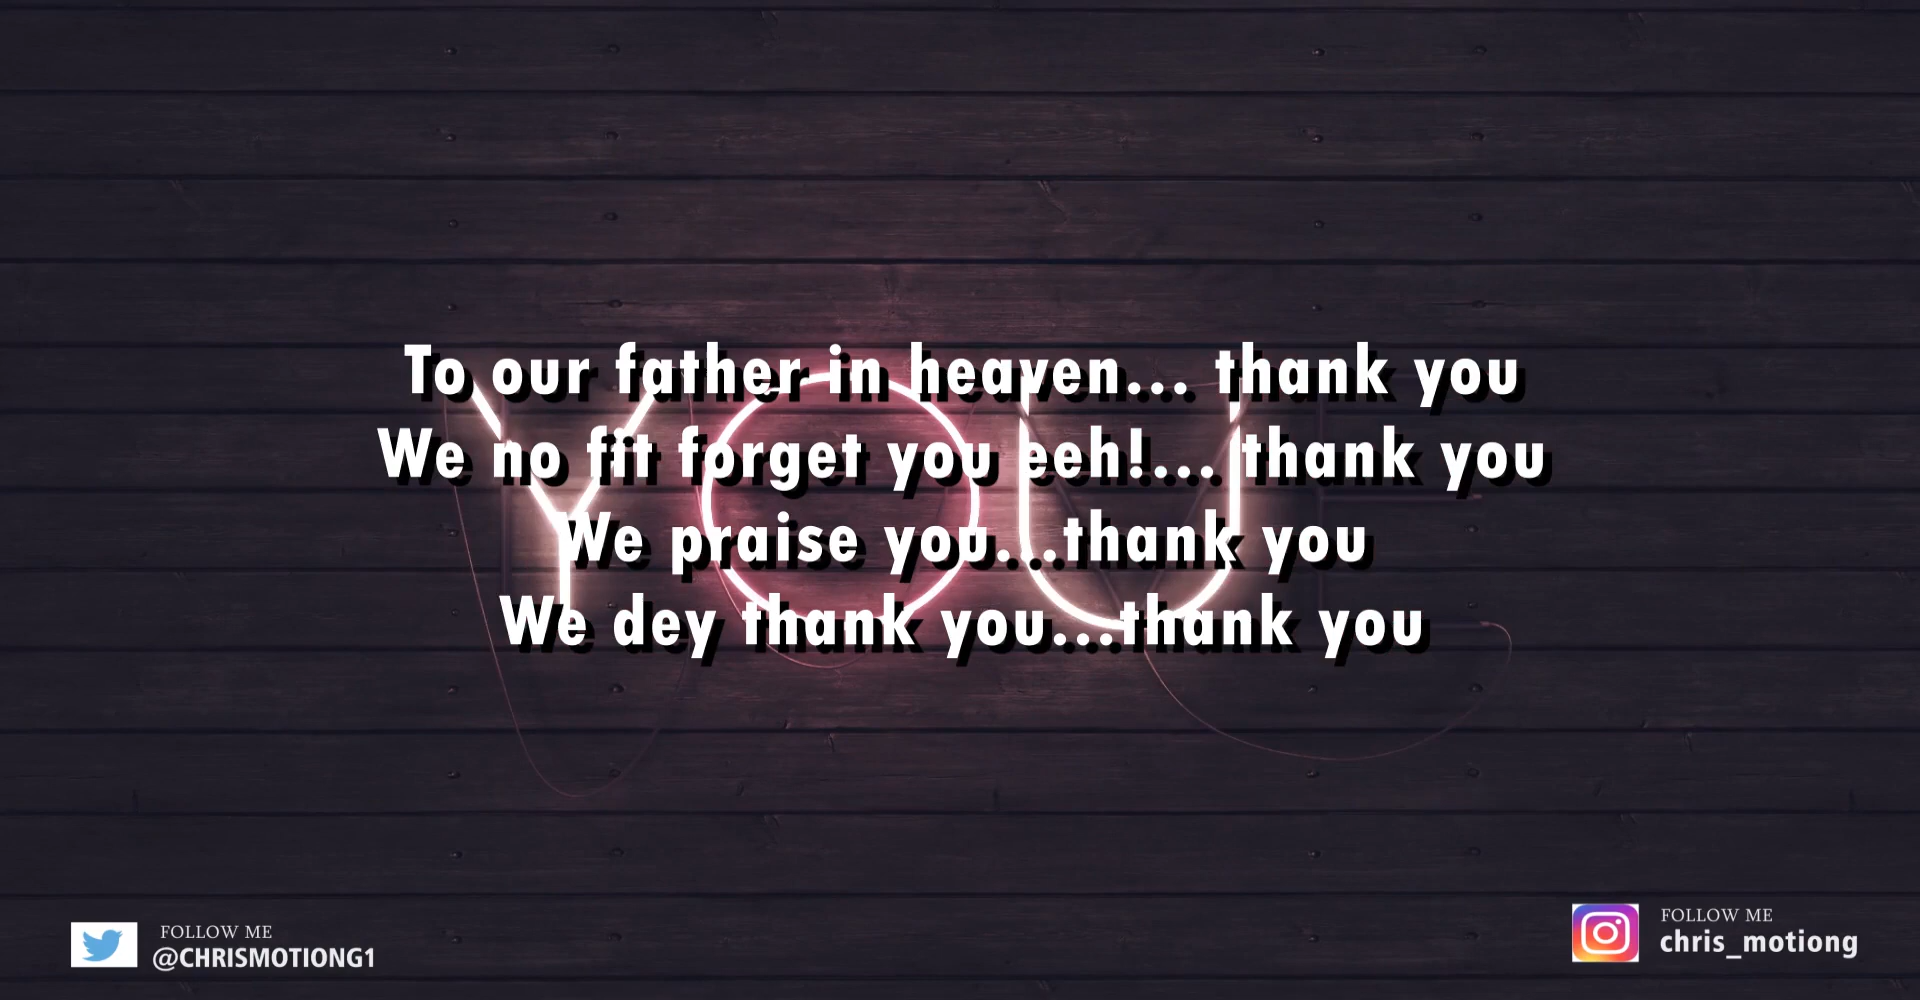 YOU
To our father in heaven... thank you
We no fit forget you eeh!... thank you
We praise you...thank you
We dey thank you...thank you
FOLLOW ME
@CHRISMOTIONG1
FOLLOW ME
chris_motiong